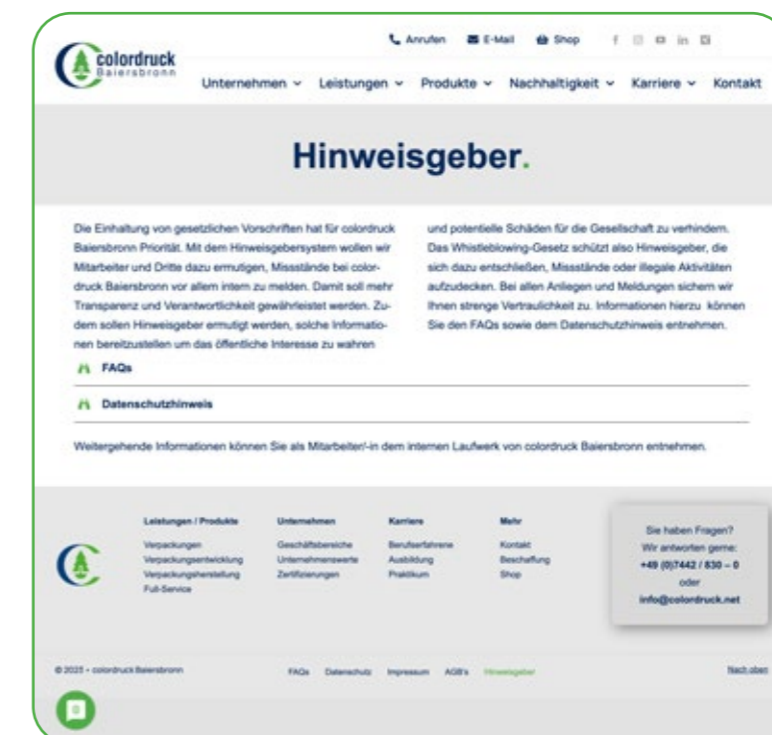 Anrufen E-Mail Shop
colordruck
Baiersbronn
Unternehmen Leistungen Produkte Nachhaltigkeit Karriere Kontakt
Hinweisgeber.
Die Einhaltung von gesetzlichen Vorschriften hat für colordruck
Baiersbronn Priorität. Mit dem Hinweisgebersystem wollen wir
Mitarbeiter und Dritte dazu ermutigen, Missstände bei color-
druck Baiersbronn vor allem intern zu melden. Damit soll mehr
Transparenz und Verantwortlichkeit gewährleistet werden. Zu-
dem sollen Hinweisgeber ermutigt werden, solche Informatio-
nen bereitzustellen um das öffentliche Interesse zu wahren
und potentielle Schäden für die Gesellschaft zu verhindern.
Das Whistleblowing-Gesetz schützt also Hinweisgeber, die
sich dazu entschließen, Missstände oder illegale Aktivitäten
aufzudecken. Bei allen Anliegen und Meldungen sichern wir
Ihnen strenge Vertraulichkeit zu. Informationen hierzu können
Sie den FAQs sowie dem Datenschutzhinweis entnehmen.
FAQs
Datenschutzhinweis
Weitergehende Informationen können Sie als Mitarbeiter/-in dem internen Laufwerk von colordruck Baiersbronn entnehmen.
Leistungen / Produkte
Verpackungen
Verpackungsentwicklung
Verpackungsherstellung
Full-Service
Unternehmen
Geschäftsbereiche
Unternehmenswerte
Zertifizierungen
Karriere
Berufserfahrene
Ausbildung
Praktikum
Mehr
Kontakt
Beschaffung
Shop
Sie haben Fragen?
Wir antworten gerne:
+49 (0)7442 / 830 – 0
oder
info@colordruck.net
© 2025 - colordruck Baiersbronn
FAQs Datenschutz Impressum AGB's Hinweisgeber
Nach oben